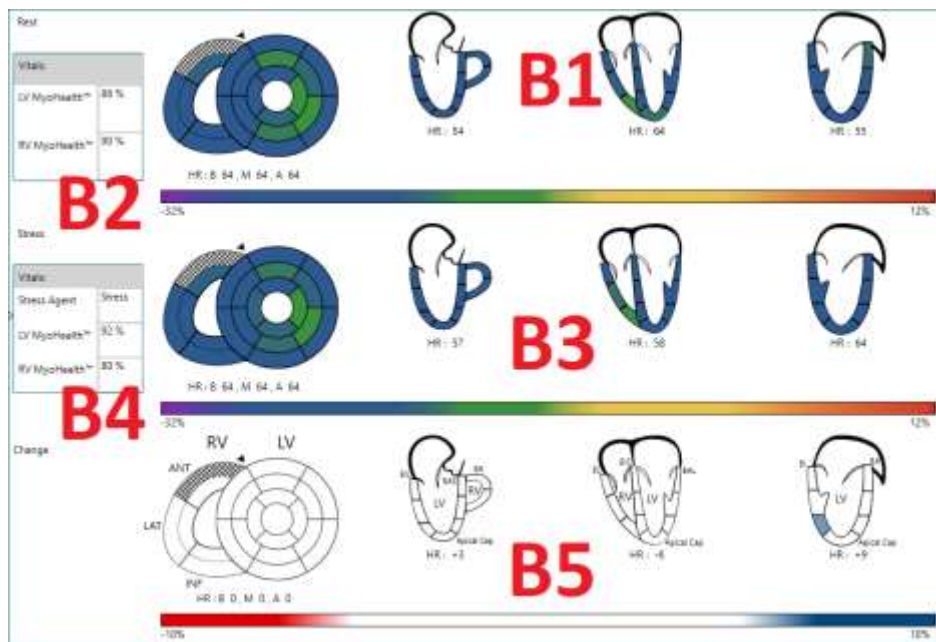 Rest
B1
Vitals
LV MyoHealth™ 88 %
RV MyoHealth™ 80 %
HR : 54
HR : 64
HR : 55
HR : B 64 , M 64 , A 64
B2
-32% 12%
Stress
Vitals
Stress Agent Stress
LV MyoHealth™ 92 %
RV MyoHealth™ 80 %
B3
HR : 57
HR : 58
HR : 64
HR : B 64 , M 64 , A 64
B4
-32% 12%
Change
RV LV
ANT
LAT
INF
LV RV
RV LV
LV
Apical Cap
Apical Cap
Apical Cap
HR : +3
HR : -6
HR : +9
B5
HR : B 0 , M 0 , A 0
-10% 10%